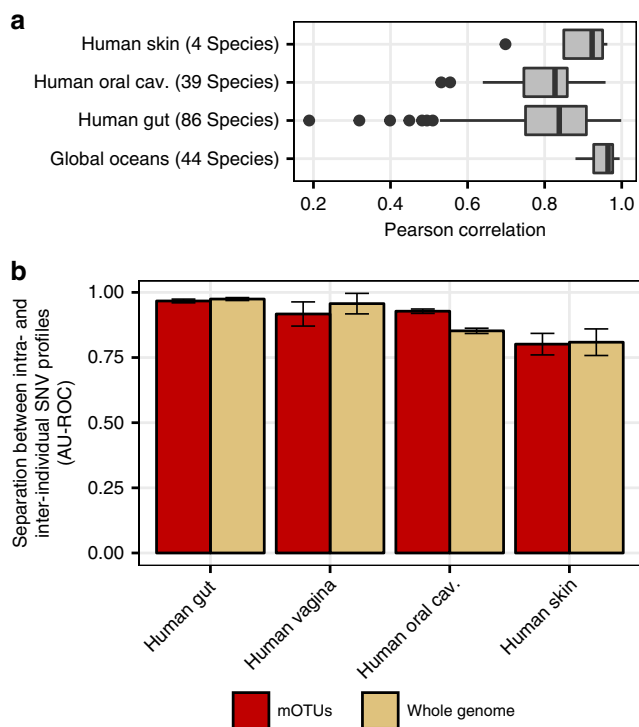 a
Human skin (4 Species)
Human oral cav. (39 Species)
Human gut (86 Species)
Global oceans (44 Species)
0.2 0.4 0.6 0.8 1.0
Pearson correlation
b
Separation between intra- and
inter-individual SNV profiles
(AU-ROC)
1.00
0.75
0.50
0.25
0.00
Human gut
Human vagina
Human oral cav.
Human skin
mOTUs
Whole genome